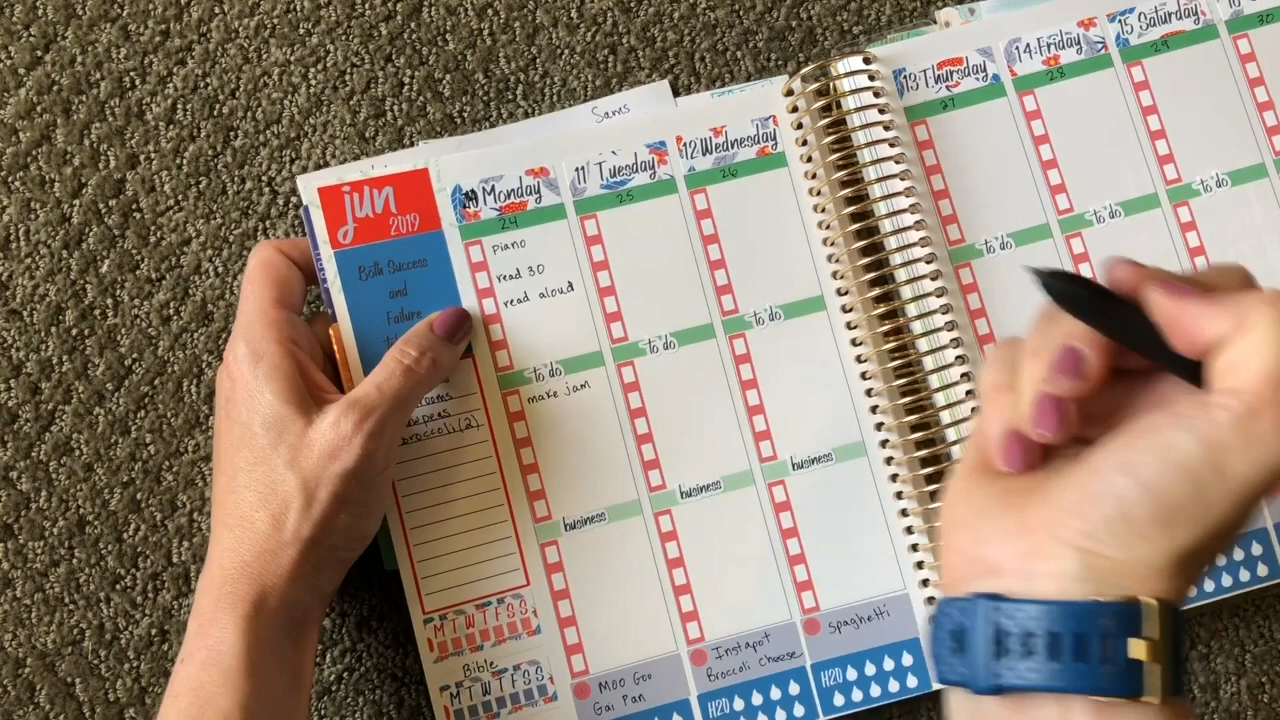 Sams
jun
2019
Both Success
and
Failure
broccoli (2)
M T W T F S S
Bible
M T W T F S S
Monday
24
piano
read 30
read aloud
to do
make jam
business
Moo Goo
Gai Pan
11 Tuesday
25
to do
business
Instapot
Broccoli Cheese
H2O
12 Wednesday
26
to do
business
spaghetti
H2O
13 Thursday
27
to do
14 Friday
28
to do
15 Saturday
29
to do
30